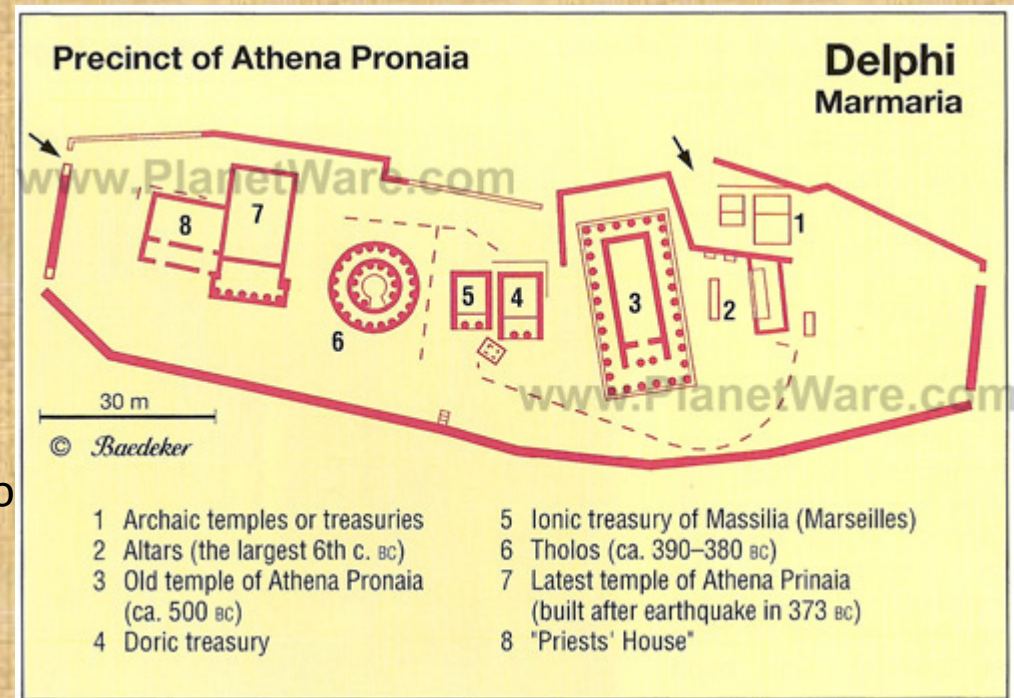 Precinct of Athena Pronaia
Delphi
Marmaria
www.PlanetWare.com
8
7
6
5
4
3
2
1
www.PlanetWare.com
30 m
© Baedeker
o
1 Archaic temples or treasuries
2 Altars (the largest 6th c. BC)
3 Old temple of Athena Pronaia
(ca. 500 BC)
4 Doric treasury
5 Ionic treasury of Massilia (Marseilles)
6 Tholos (ca. 390–380 BC)
7 Latest temple of Athena Prinaia
(built after earthquake in 373 BC)
8 "Priests' House"